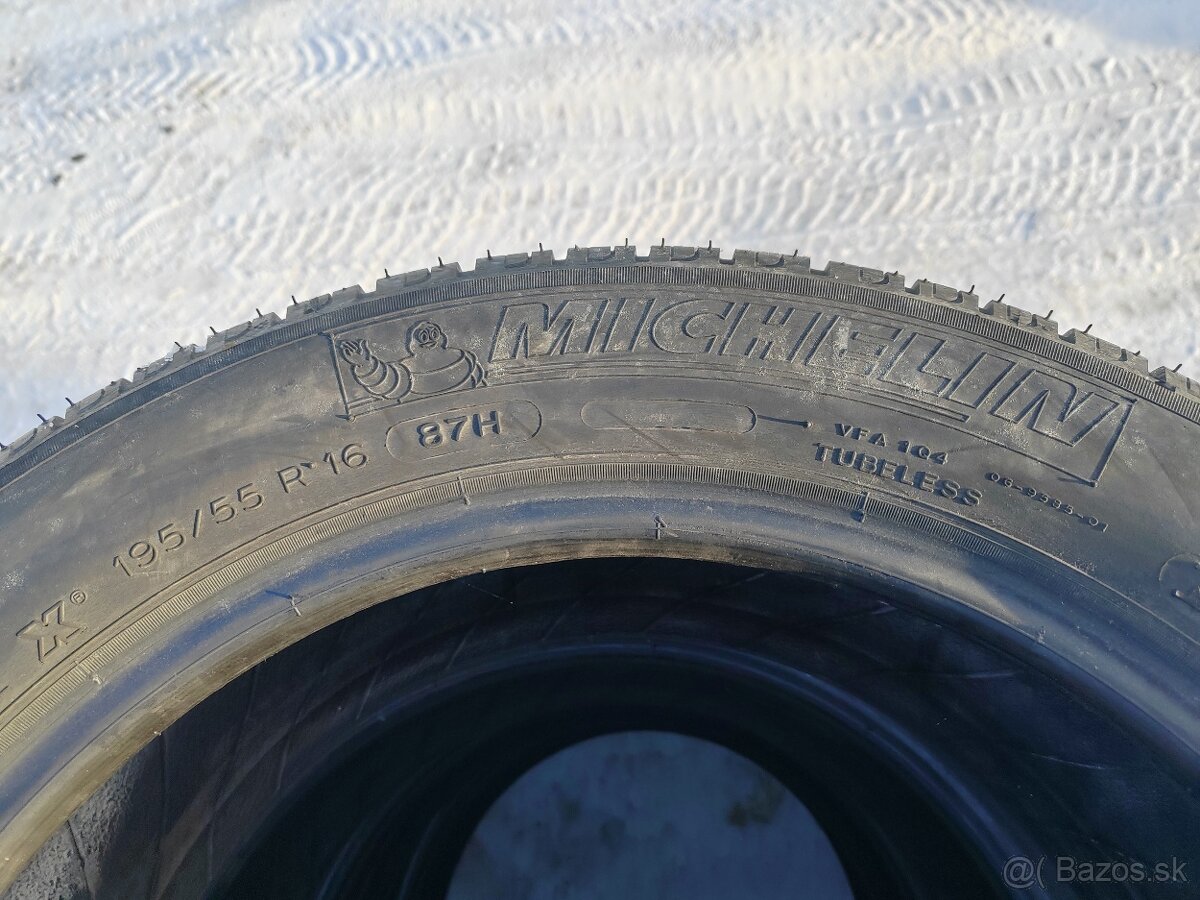 MICHELIN
X® 195/55 R 16 87H
VFA 104
TUBELESS
@( Bazos.sk